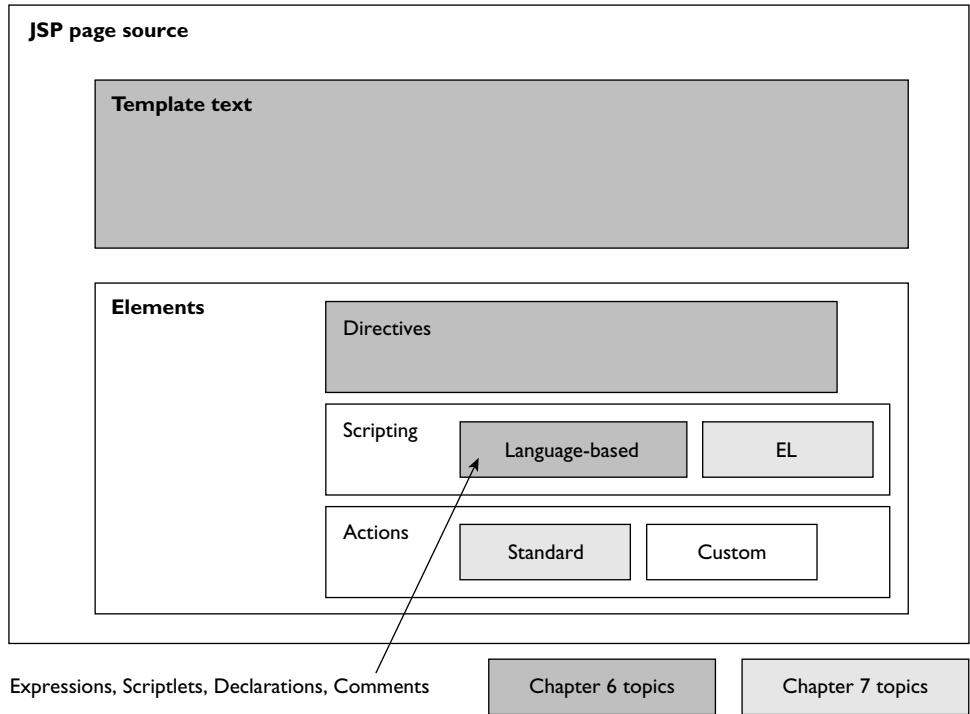 JSP page source
Template text
Elements
Directives
Scripting
Language-based
EL
Actions
Standard
Custom
Expressions, Scriptlets, Declarations, Comments
Chapter 6 topics
Chapter 7 topics